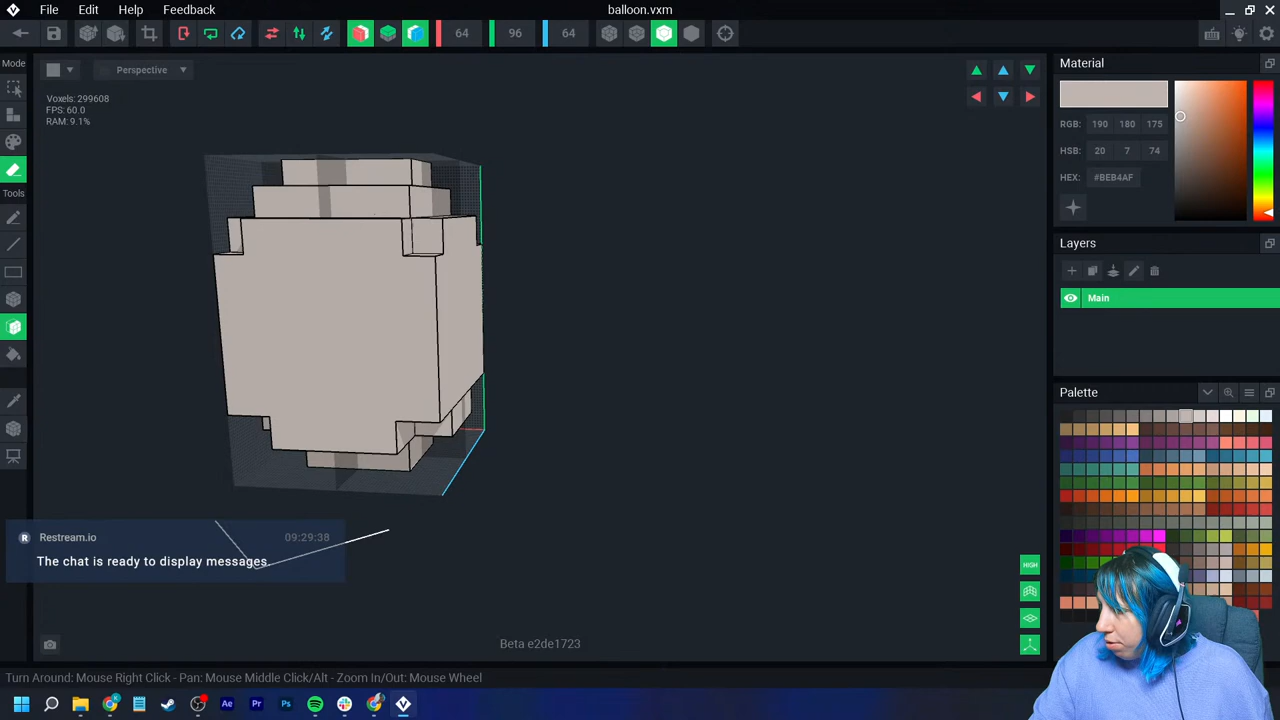 File Edit Help Feedback
balloon.vxm
64 96 64
Mode
Perspective
Voxels: 299608
FPS: 60.0
RAM: 9.1%
Tools
Material
RGB: 190 180 175
HSB: 20 7 74
HEX: #BEB4AF
Layers
Main
Palette
R Restream.io 09:29:38
The chat is ready to display messages.
HIGH
Beta e2de1723
Turn Around: Mouse Right Click - Pan: Mouse Middle Click/Alt - Zoom In/Out: Mouse Wheel
Ae Pr Ps